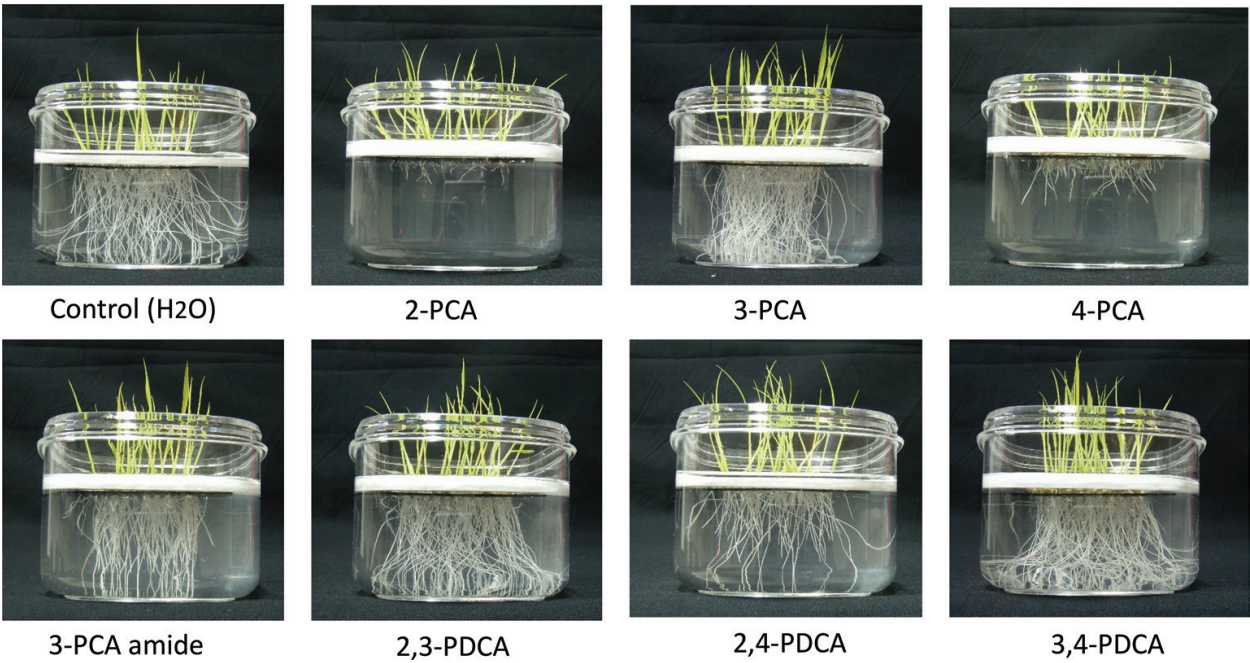 Control (H2O)
2-PCA
3-PCA
4-PCA
3-PCA amide
2,3-PDCA
2,4-PDCA
3,4-PDCA